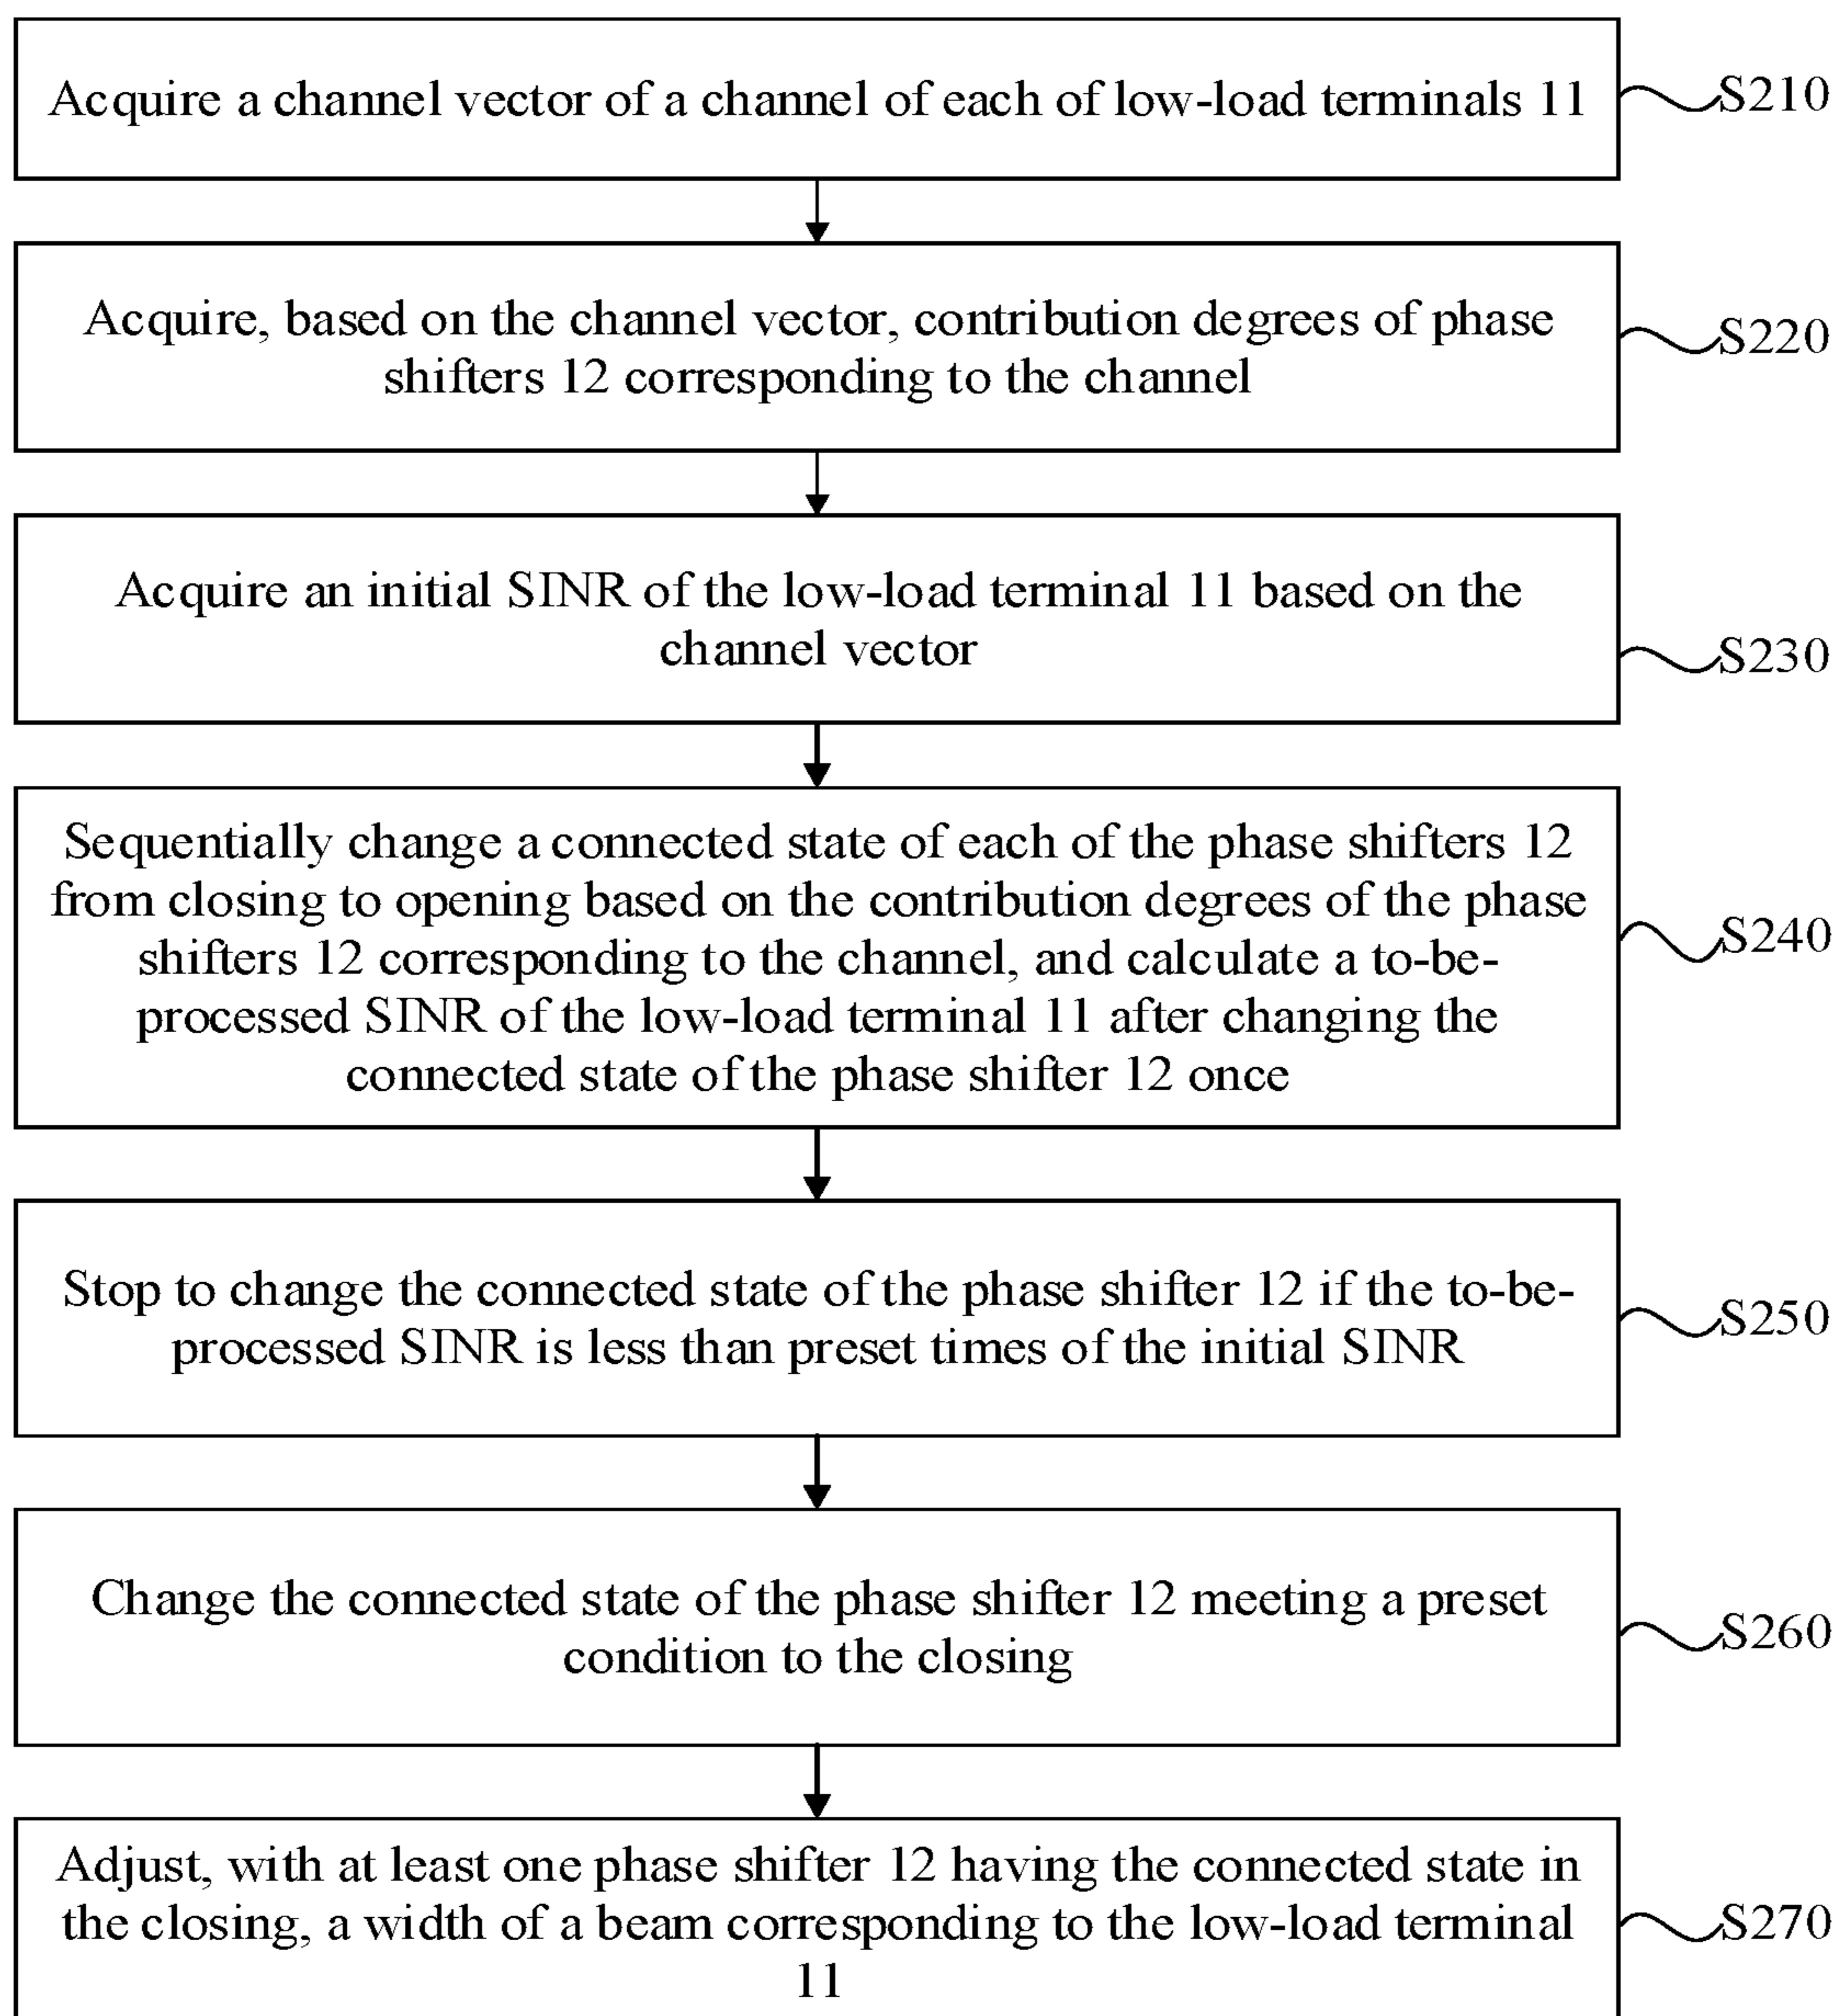 Acquire a channel vector of a channel of each of low-load terminals 11
S210
Acquire, based on the channel vector, contribution degrees of phase
shifters 12 corresponding to the channel
S220
Acquire an initial SINR of the low-load terminal 11 based on the
channel vector
S230
Sequentially change a connected state of each of the phase shifters 12
from closing to opening based on the contribution degrees of the phase
shifters 12 corresponding to the channel, and calculate a to-be-
processed SINR of the low-load terminal 11 after changing the
connected state of the phase shifter 12 once
S240
Stop to change the connected state of the phase shifter 12 if the to-be-
processed SINR is less than preset times of the initial SINR
S250
Change the connected state of the phase shifter 12 meeting a preset
condition to the closing
S260
Adjust, with at least one phase shifter 12 having the connected state in
the closing, a width of a beam corresponding to the low-load terminal
11
S270